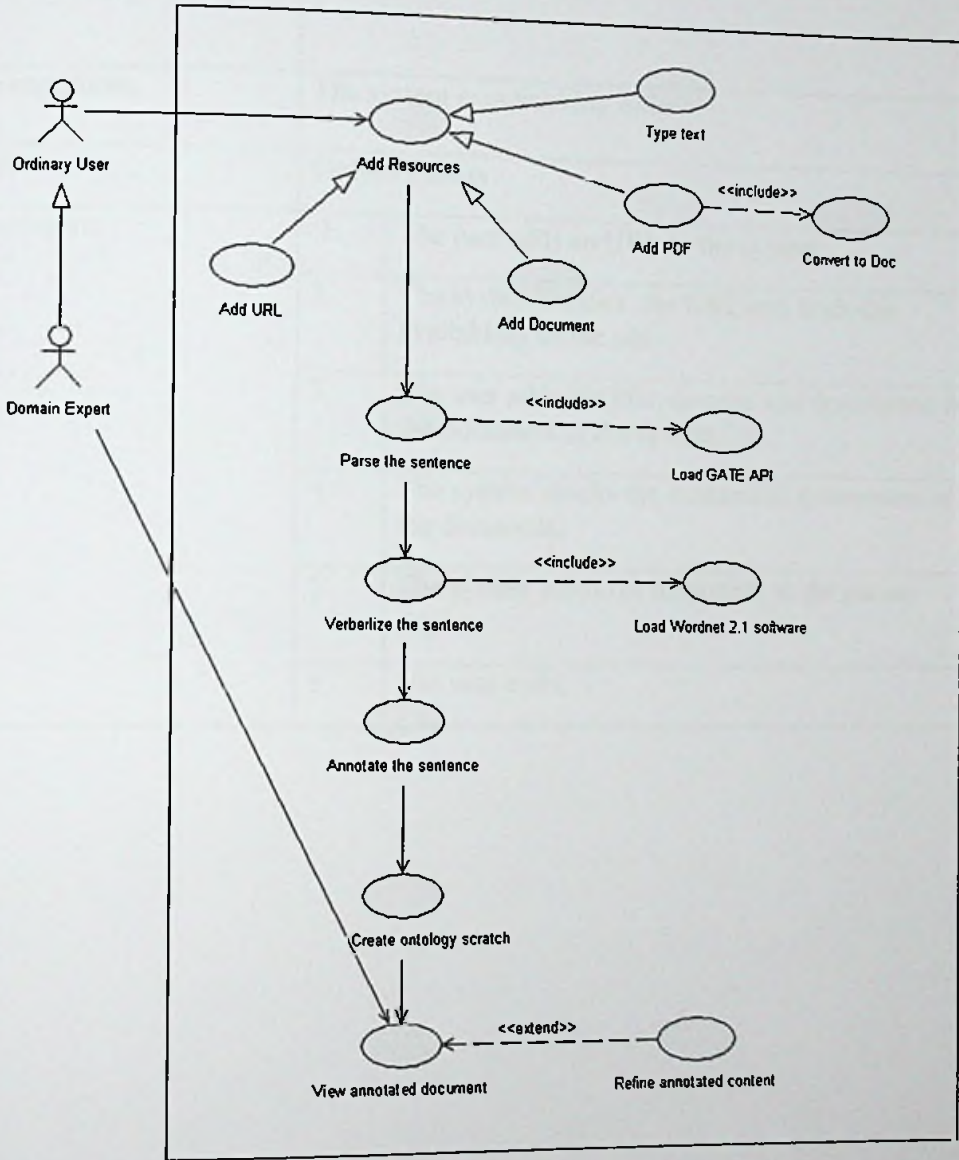 Type text
Ordinary User
Add Resources
<<include>>
Add PDF
Convert to Doc
Add URL
Add Document
Domain Expert
<<include>>
Parse the sentence
Load GATE API
<<include>>
Verberlize the sentence
Load Wordnet 2.1 software
Annotate the sentence
Create ontology scratch
<<extend>>
View annotated document
Refine annotated content